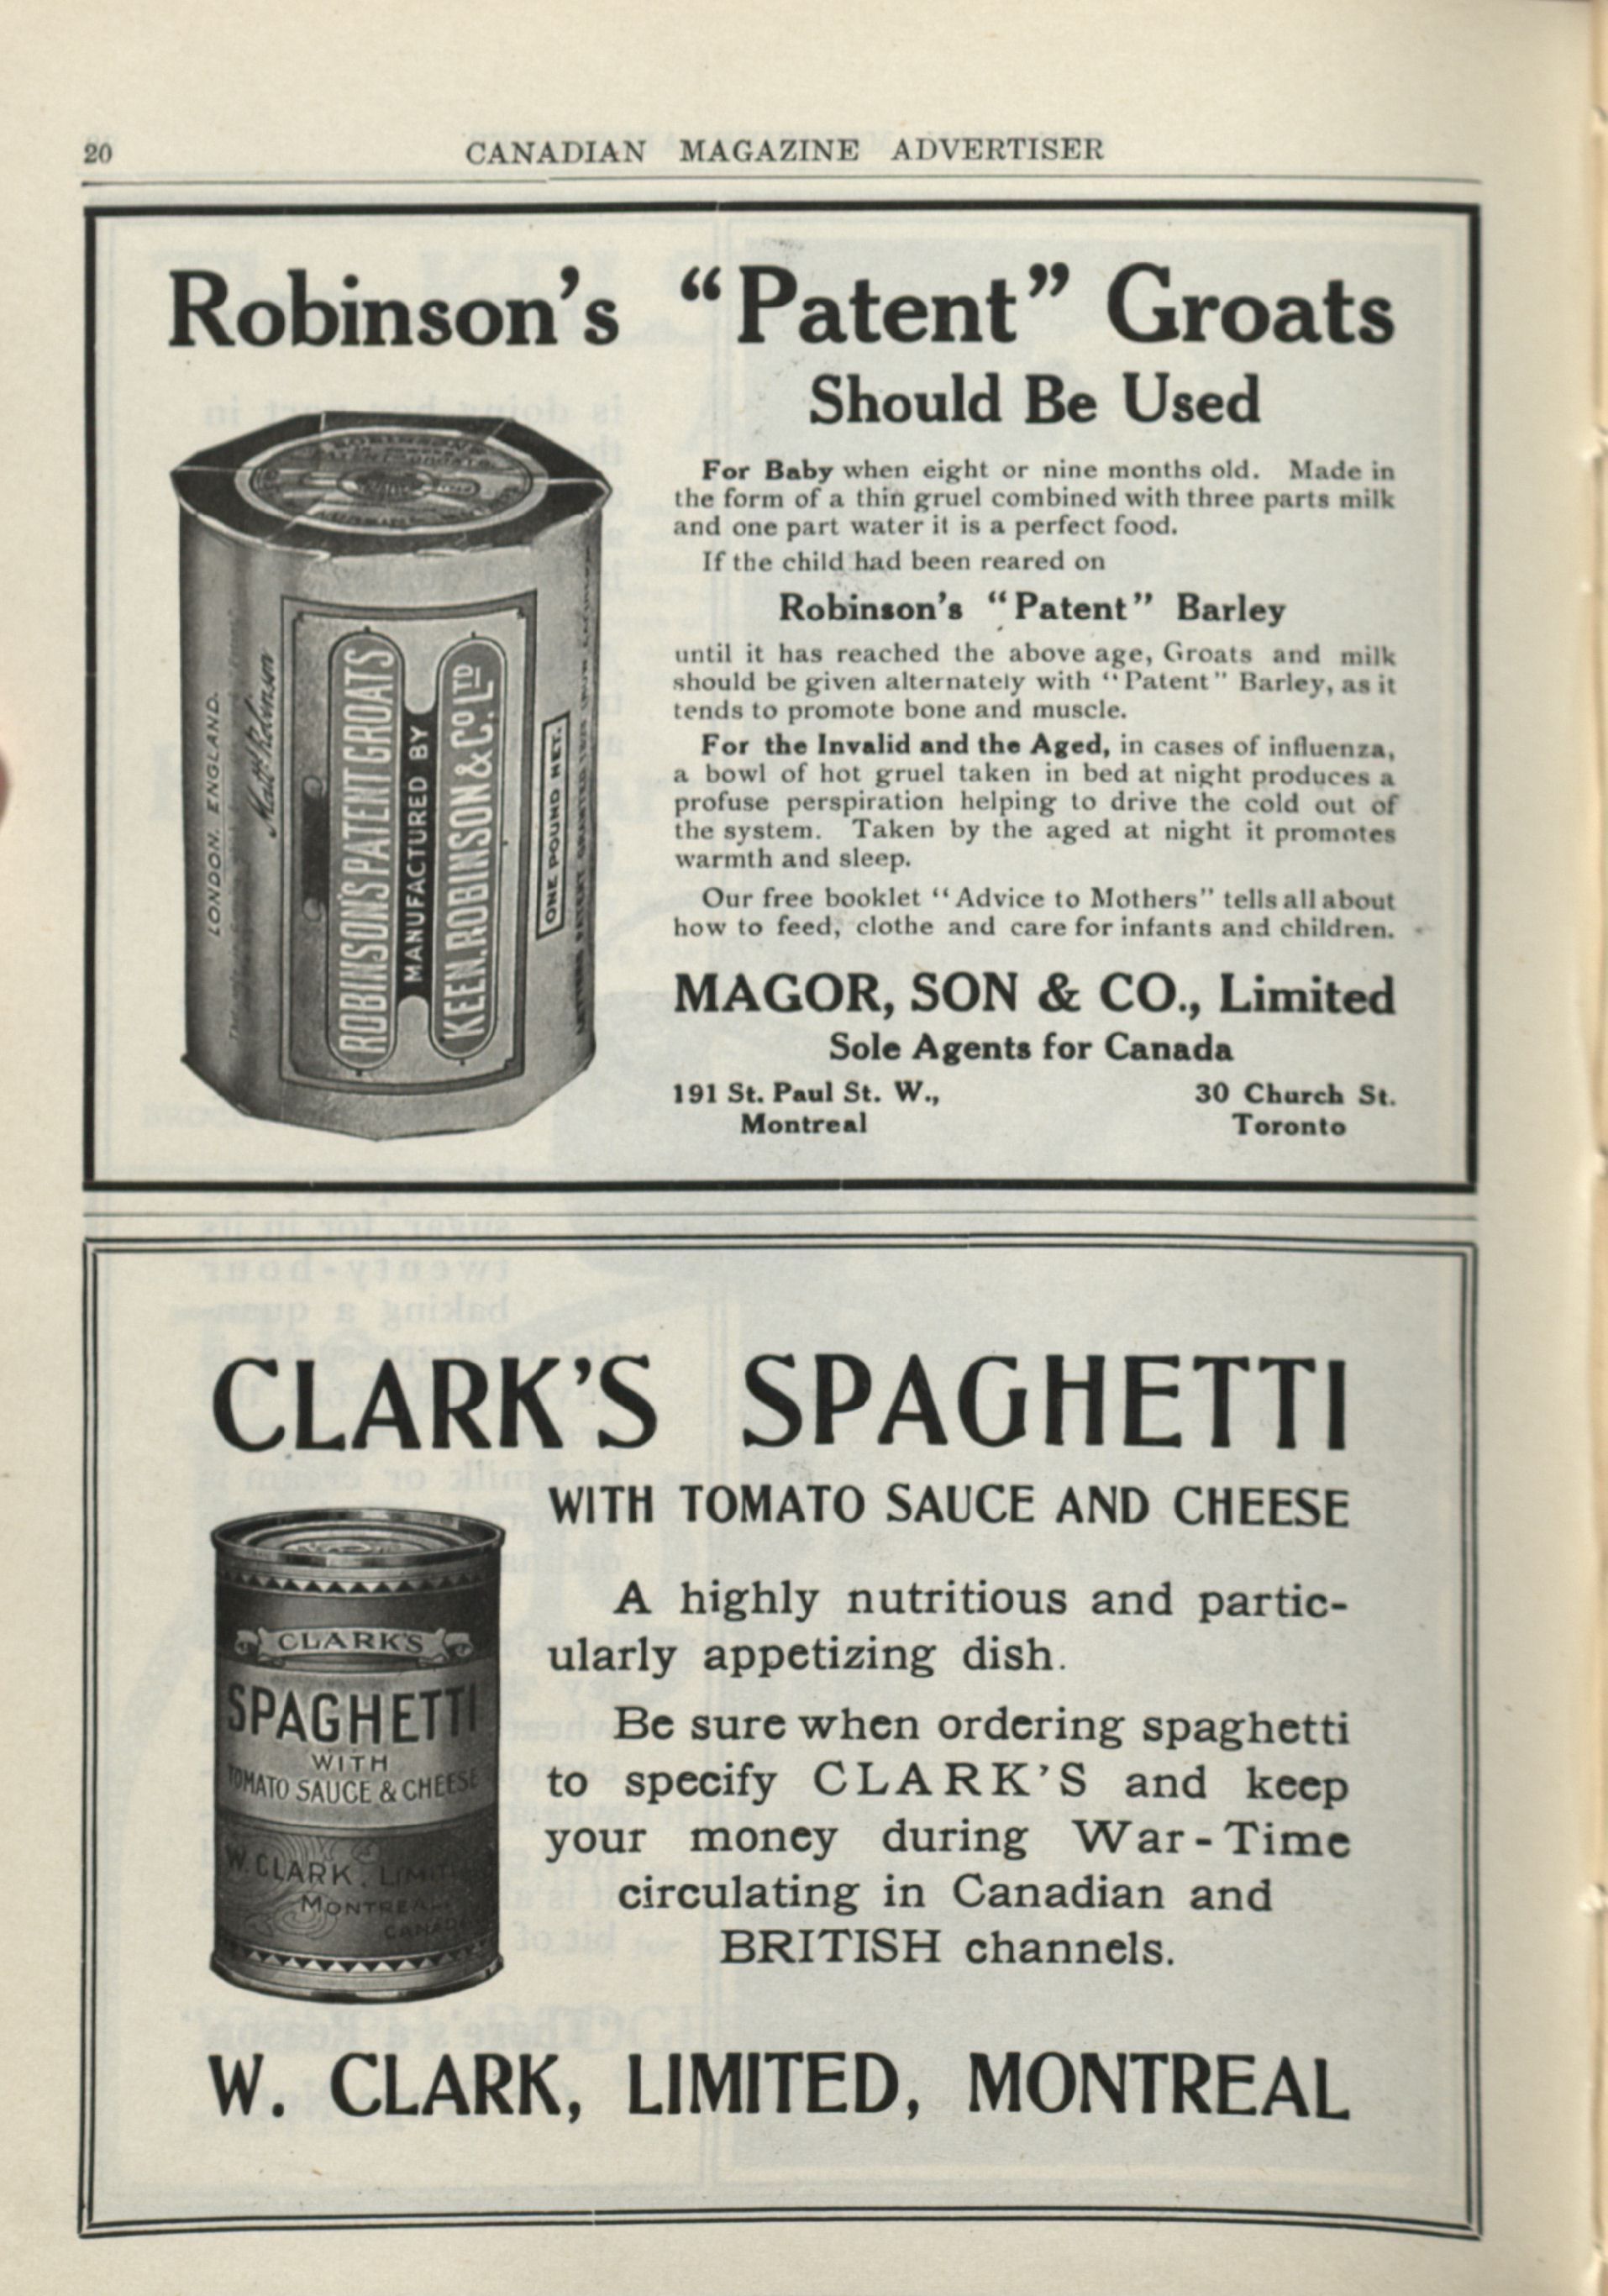 20
CANADIAN MAGAZINE ADVERTISER
Robinson's "Patent" Groats
Should Be Used
For Baby when eight or nine months old. Made in
the form of a thin gruel combined with three parts milk
and one part water it is a perfect food.
If the child had been reared on
Robinson's "Patent" Barley
until it has reached the above age, Groats and milk
should be given alternately with "Patent" Barley, as it
tends to promote bone and muscle.
For the Invalid and the Aged, in cases of influenza,
a bowl of hot gruel taken in bed at night produces a
profuse perspiration helping to drive the cold out of
the system. Taken by the aged at night it promotes
warmth and sleep.
Our free booklet "Advice to Mothers" tells all about
how to feed, clothe and care for infants and children.
MAGOR, SON & CO., Limited
Sole Agents for Canada
191 St. Paul St. W.,
Montreal
30 Church St.
Toronto
LONDON. ENGLAND.
Matt Robinson
ROBINSON'S PATENT GROATS
MANUFACTURED BY
KEEN, ROBINSON & CO. LTD
ONE POUND NET.
CLARK'S SPAGHETTI
WITH TOMATO SAUCE AND CHEESE
A highly nutritious and partic-
ularly appetizing dish.
Be sure when ordering spaghetti
to specify CLARK'S and keep
your money during War-Time
circulating in Canadian and
BRITISH channels.
CLARK'S
SPAGHETTI
WITH
TOMATO SAUCE & CHEESE
W. CLARK, LIMITED
MONTREAL
CANADA
W. CLARK, LIMITED, MONTREAL